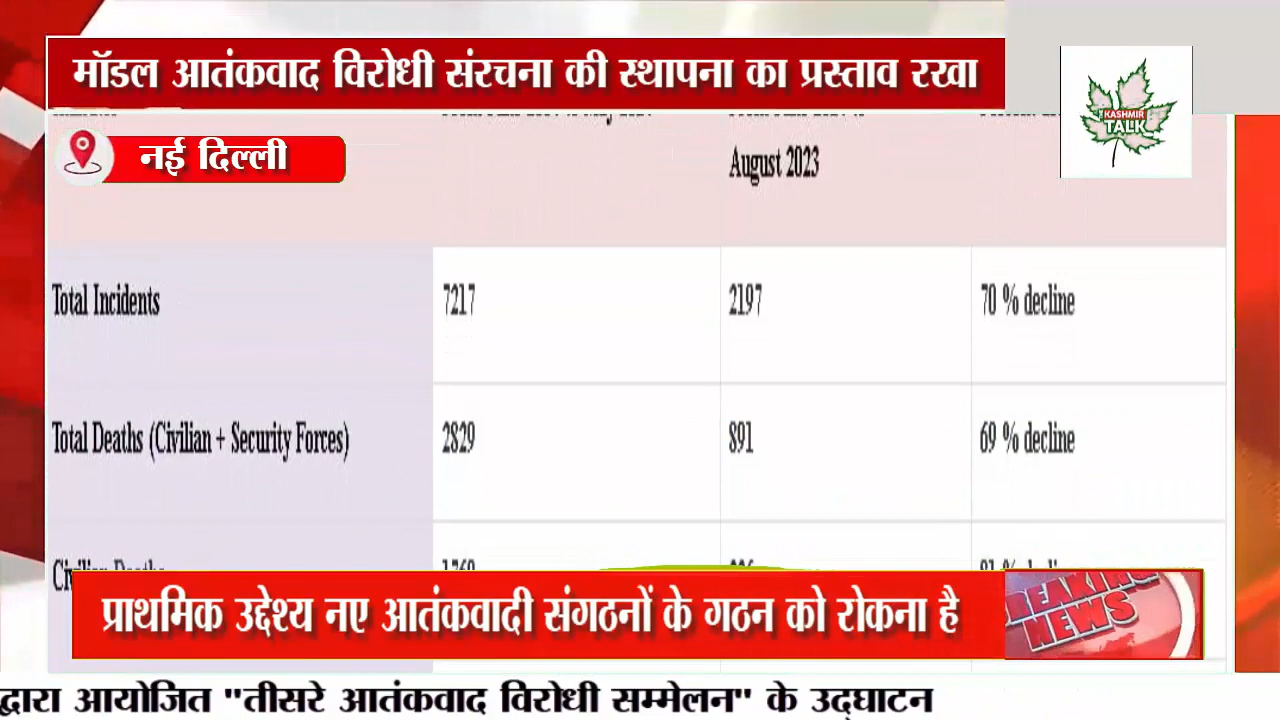 मॉडल आतंकवाद विरोधी संरचना की स्थापना का प्रस्ताव रखा
KASHMIR
TALK
नई दिल्ली
August 2023
Total Incidents 7217 2197 70 % decline
Total Deaths (Civilian + Security Forces) 2829 891 69 % decline
प्राथमिक उद्देश्य नए आतंकवादी संगठनों के गठन को रोकना है
BREAKING
NEWS
द्वारा आयोजित "तीसरे आतंकवाद विरोधी सम्मेलन" के उद्घाटन